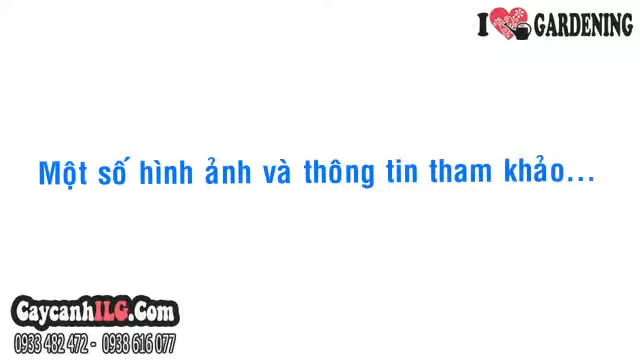 I GARDENING
Một số hình ảnh và thông tin tham khảo...
CaycanhILG.Com
0933 482 472 - 0938 616 077